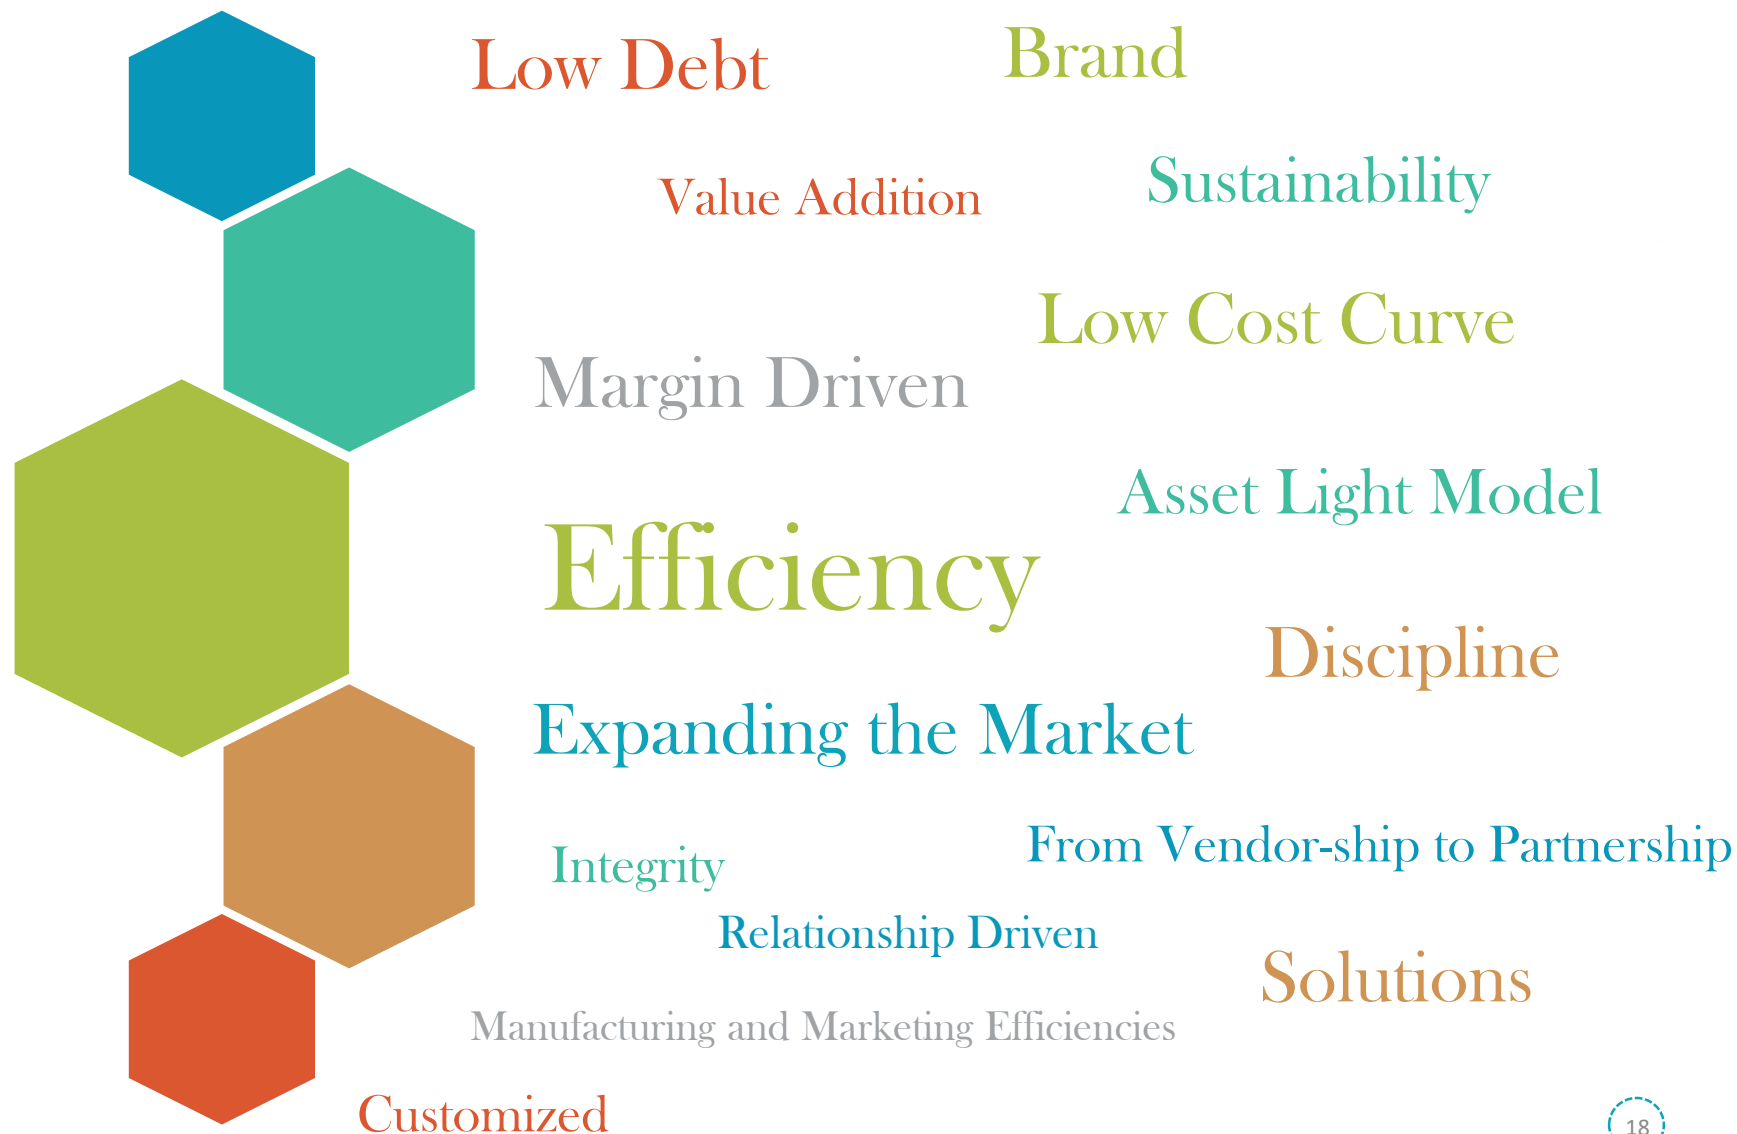 Low Debt
Brand
Value Addition
Sustainability
Low Cost Curve
Margin Driven
Asset Light Model
Efficiency
Discipline
Expanding the Market
From Vendor-ship to Partnership
Integrity
Relationship Driven
Solutions
Manufacturing and Marketing Efficiencies
Customized
18